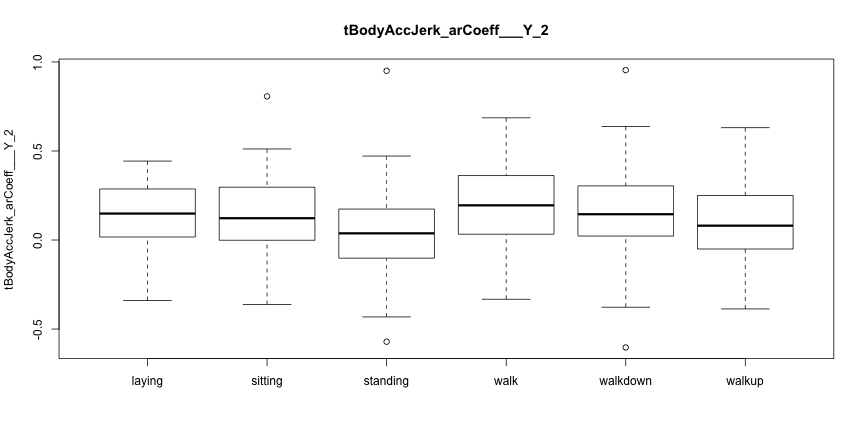 tBodyAccJerk_arCoeff___Y_2
tBodyAccJerk_arCoeff___Y_2
1.0
0.5
0.0
-0.5
laying sitting standing walk walkdown walkup